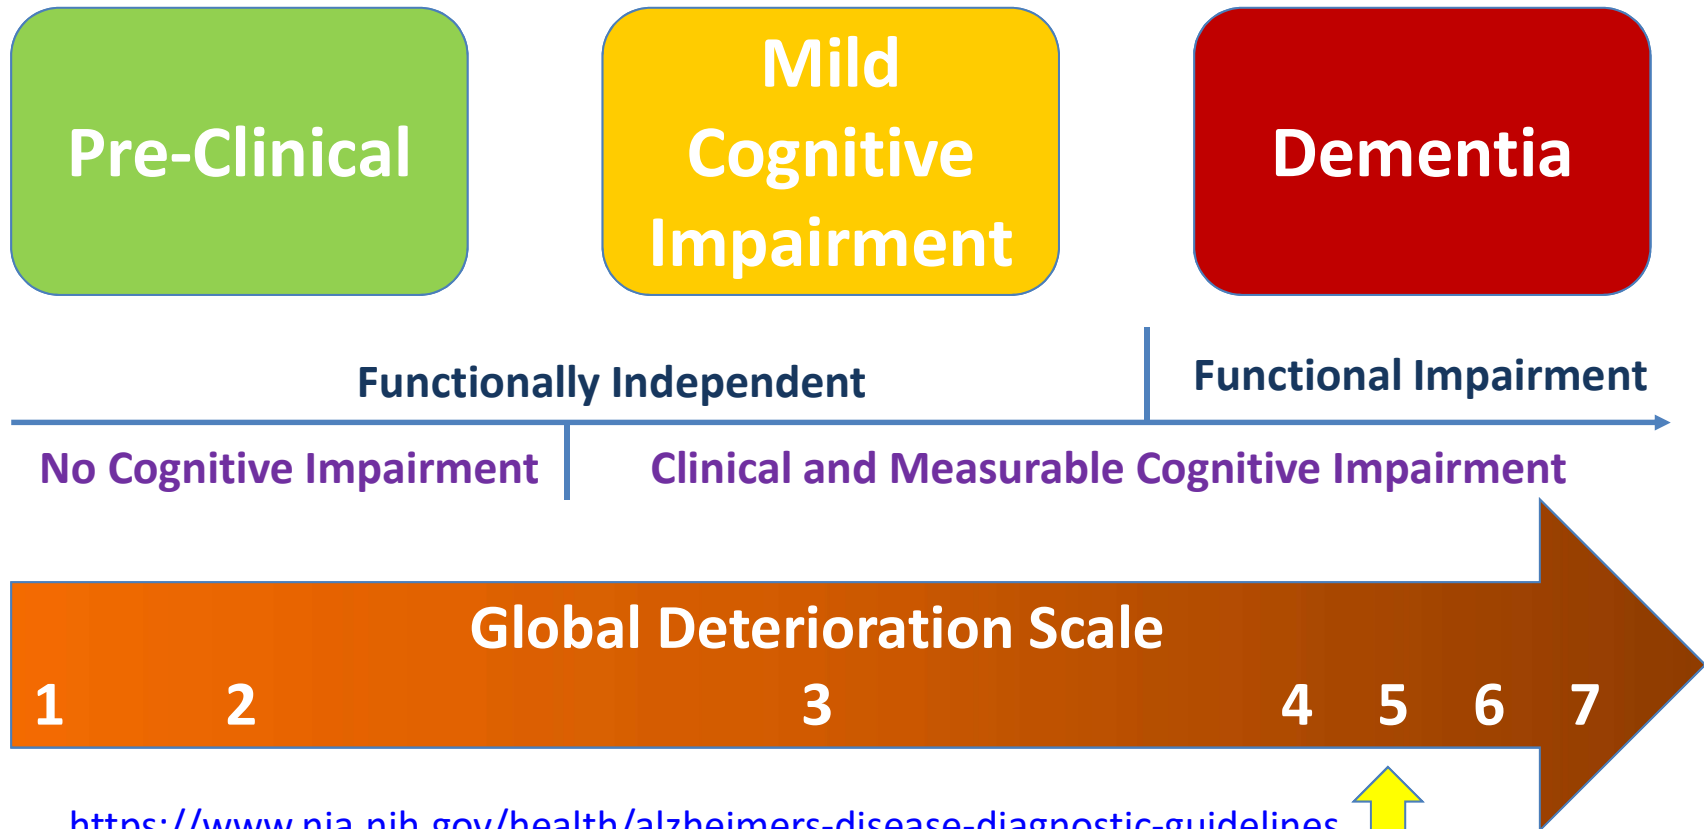 Pre-Clinical
Mild
Cognitive
Impairment
Dementia
Functionally Independent
Functional Impairment
No Cognitive Impairment
Clinical and Measurable Cognitive Impairment
Global Deterioration Scale
1 2 3 4 5 6 7
https://www.nia.nih.gov/health/alzheimers-disease-diagnostic-guidelines